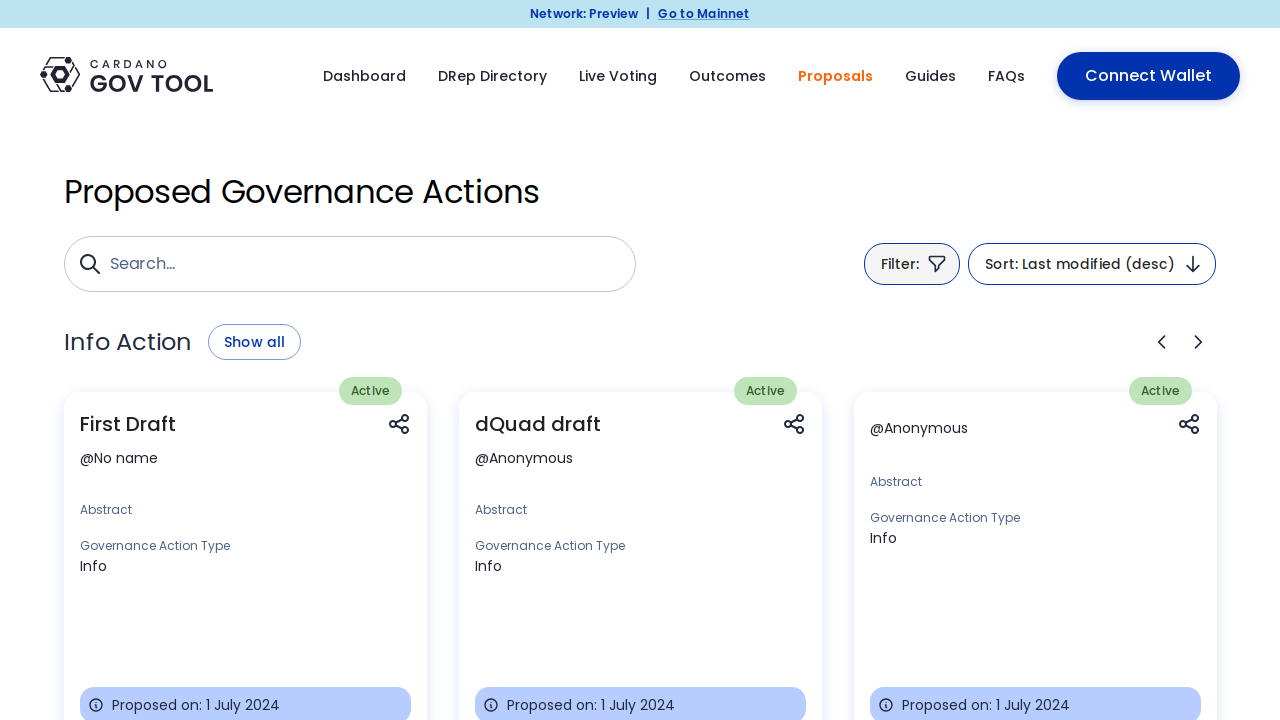 Network: Preview | Go to Mainnet
CARDANO
GOV TOOL
Dashboard DRep Directory Live Voting Outcomes Proposals Guides FAQs Connect Wallet
Proposed Governance Actions
Search...
Filter: Sort: Last modified (desc)
Info Action Show all
Active Active Active
First Draft
@No name
Abstract
Governance Action Type
Info
Proposed on: 1 July 2024
dQuad draft
@Anonymous
Abstract
Governance Action Type
Info
Proposed on: 1 July 2024
@Anonymous
Abstract
Governance Action Type
Info
Proposed on: 1 July 2024